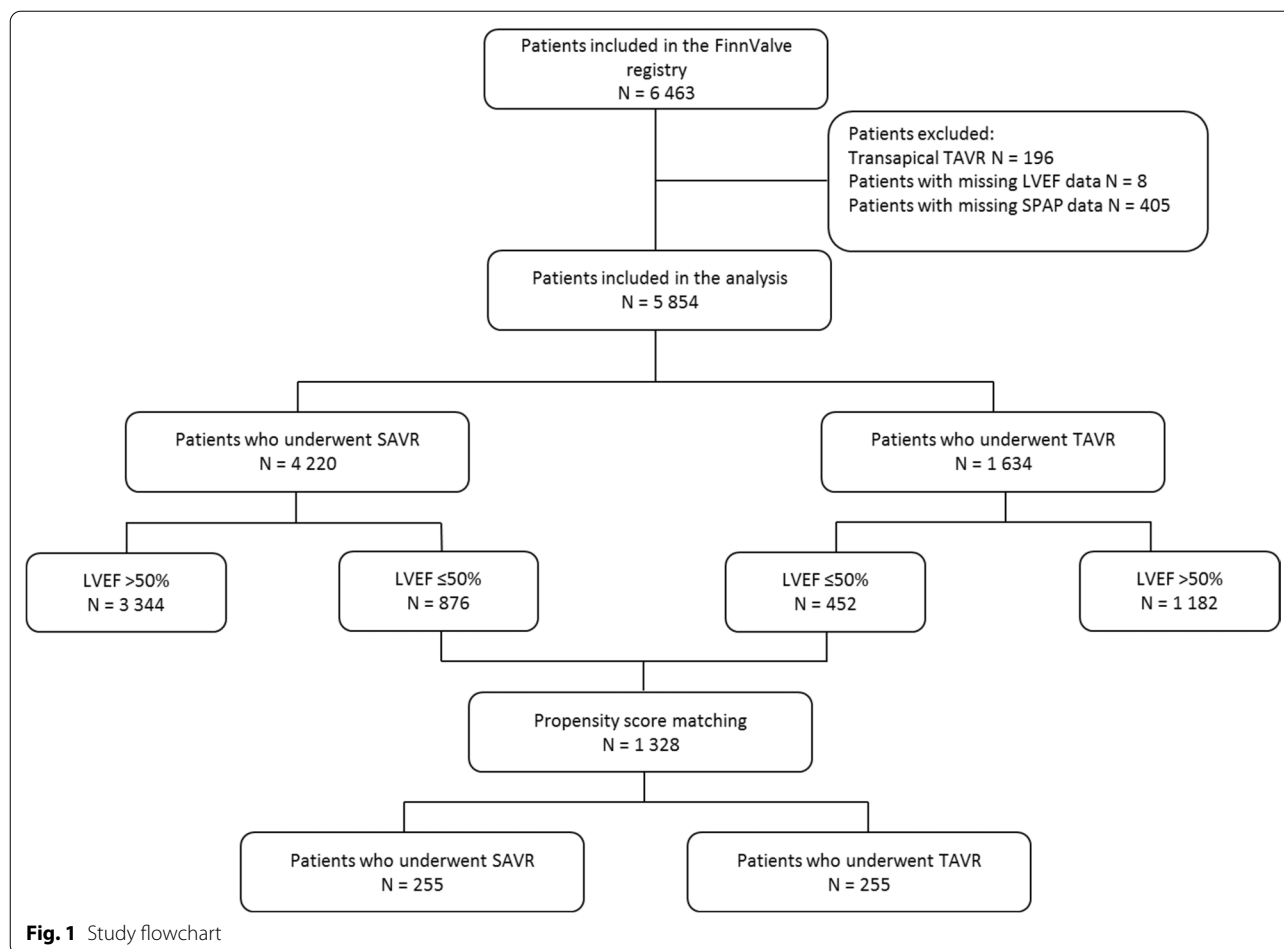 Patients included in the FinnValve
registry
N = 6 463
Patients excluded:
Transapical TAVR N = 196
Patients with missing LVEF data N = 8
Patients with missing SPAP data N = 405
Patients included in the analysis
N = 5 854
Patients who underwent SAVR
N = 4 220
Patients who underwent TAVR
N = 1 634
LVEF >50%
N = 3 344
LVEF ≤50%
N = 876
LVEF ≤50%
N = 452
LVEF >50%
N = 1 182
Propensity score matching
N = 1 328
Patients who underwent SAVR
N = 255
Patients who underwent TAVR
N = 255
Fig. 1 Study flowchart